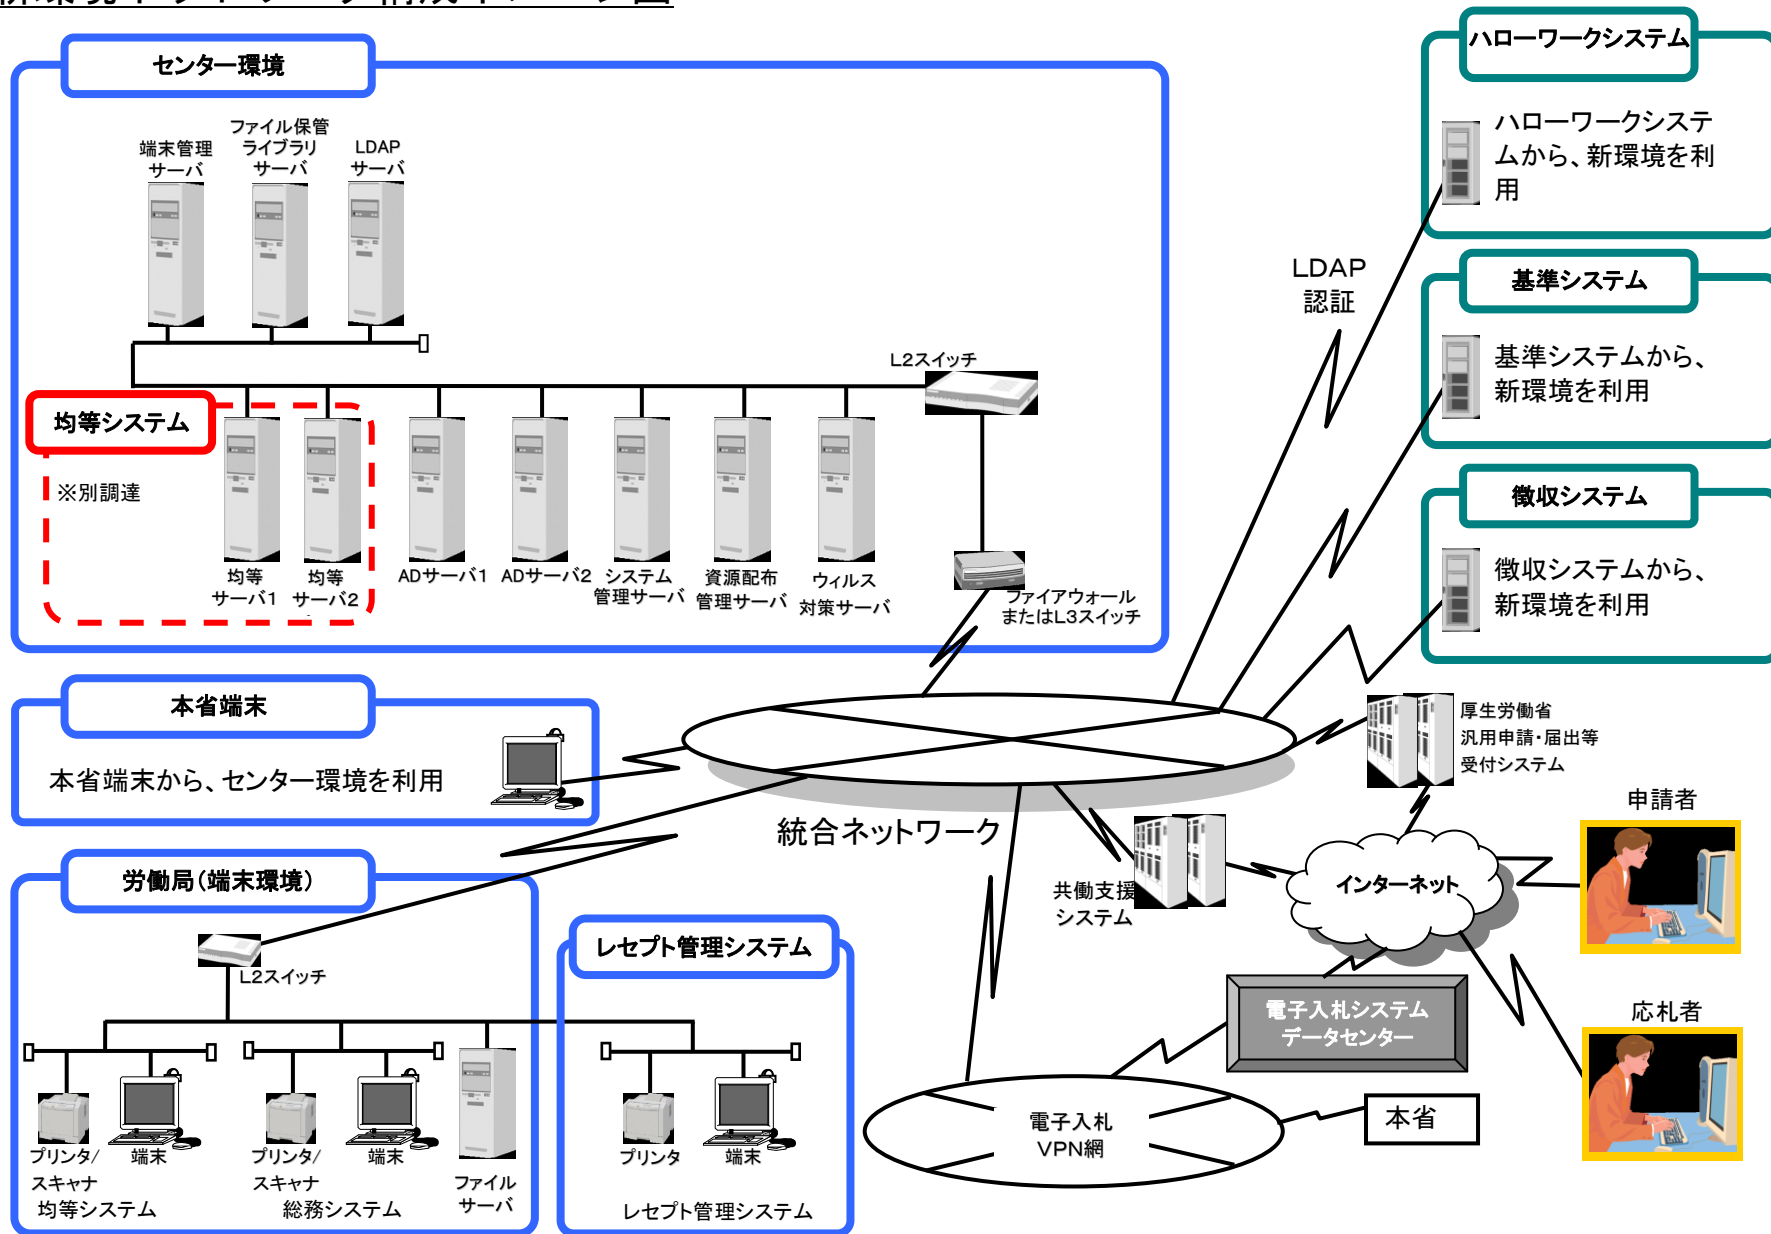 センター環境
端末管理
サーバ
ファイル保管
ライブラリ
サーバ
LDAP
サーバ
L2スイッチ
均等システム
※別調達
均等
サーバ1
均等
サーバ2
ADサーバ1
ADサーバ2
システム
管理サーバ
資源配布
管理サーバ
ウィルス
対策サーバ
ファイアウォール
またはL3スイッチ
LDAP
認証
ハローワークシステム
ハローワークシステ
ムから、新環境を利
用
基準システム
基準システムから、
新環境を利用
徴収システム
徴収システムから、
新環境を利用
本省端末
本省端末から、センター環境を利用
統合ネットワーク
厚生労働省
汎用申請・届出等
受付システム
申請者
共働支援
システム
インターネット
労働局(端末環境)
L2スイッチ
プリンタ/
スキャナ
端末
均等システム
プリンタ/
スキャナ
端末
総務システム
ファイル
サーバ
レセプト管理システム
プリンタ
端末
レセプト管理システム
電子入札システム
データセンター
応札者
電子入札
VPN網
本省